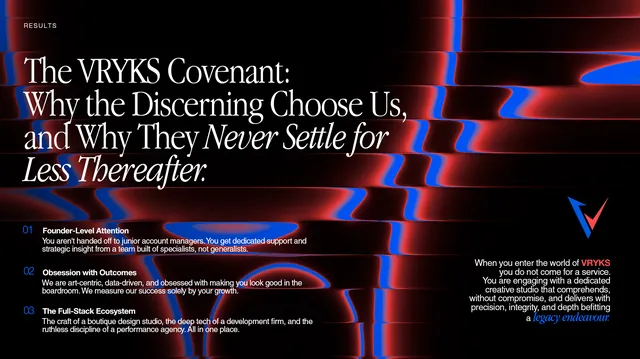 RESULTS
The VRYKS Covenant:
Why the Discerning Choose Us,
and Why They Never Settle for
Less Thereafter.
01 Founder-Level Attention
You aren't handed off to junior account managers. You get dedicated support and
strategic insight from a team built of specialists, not generalists.
02 Obsession with Outcomes
We are art-centric, data-driven, and obsessed with making you look good in the
boardroom. We measure our success solely by your growth.
03 The Full-Stack Ecosystem
The craft of a boutique design studio, the deep tech of a development firm, and the
ruthless discipline of a performance agency. All in one place.
When you enter the world of VRYKS
you do not come for a service.
You are engaging with a dedicated
creative studio that comprehends,
without compromise, and delivers with
precision, integrity, and depth befitting
a legacy endeavour.